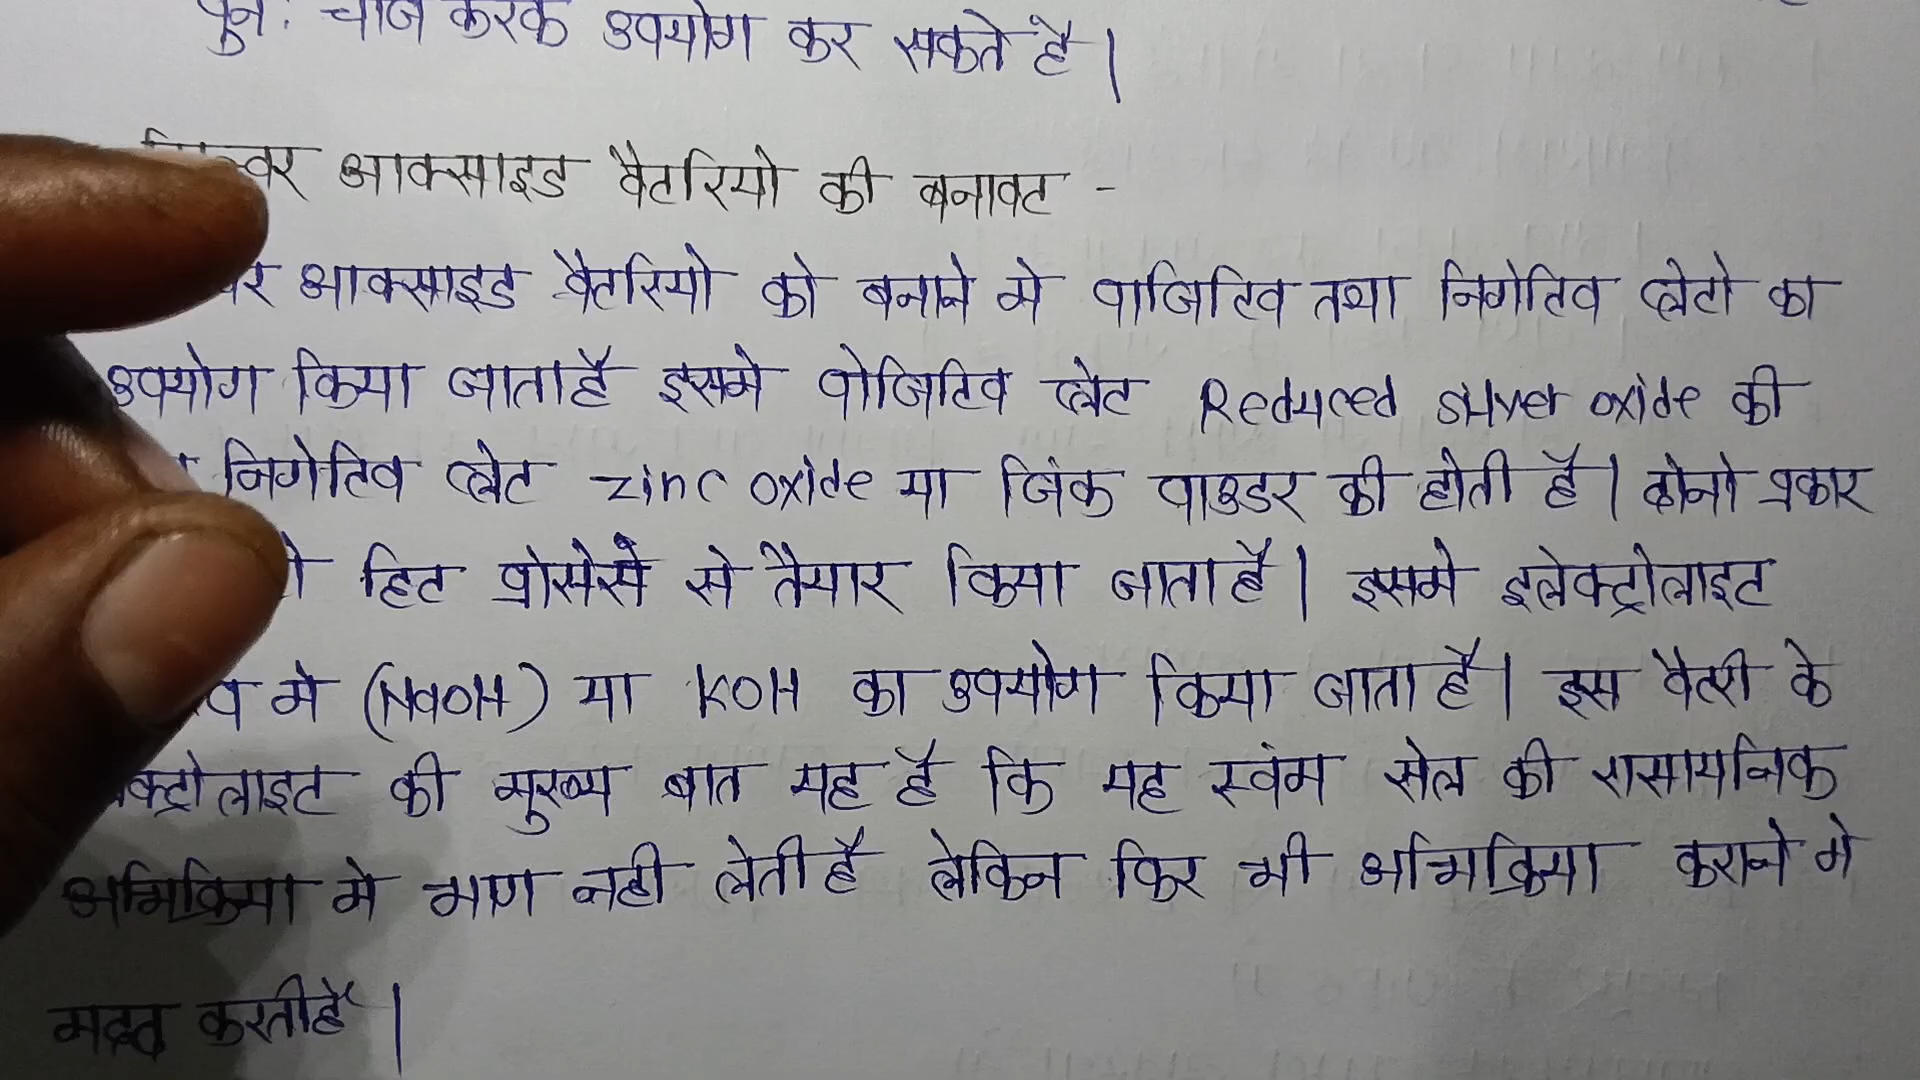 पुन: चार्ज करके उपयोग कर सकते है |
आक्साइड बैटरियो की बनावट -
आक्साइड बैटरियो को बनाने मे पाजिटिव तथा निगेटिव प्लेटो का
उपयोग किया जाता है इसमे पोजिटिव प्लेट Reduced silver oxide की
निगेटिव प्लेट zinc oxide या जिंक पाउडर की होती है | दोनो प्रकार
हिट प्रोसेसे से तैयार किया जाता है | इसमे इलेक्ट्रोलाइट
मे (NaOH) या KOH का उपयोग किया जाता है | इस बैटरी के
की मुख्य बात यह है कि यह स्वंम सेल की रासायनिक
अभिक्रिया मे भाग नही लेती है लेकिन फिर भी अभिक्रिया कराने मे
मदद करती है |